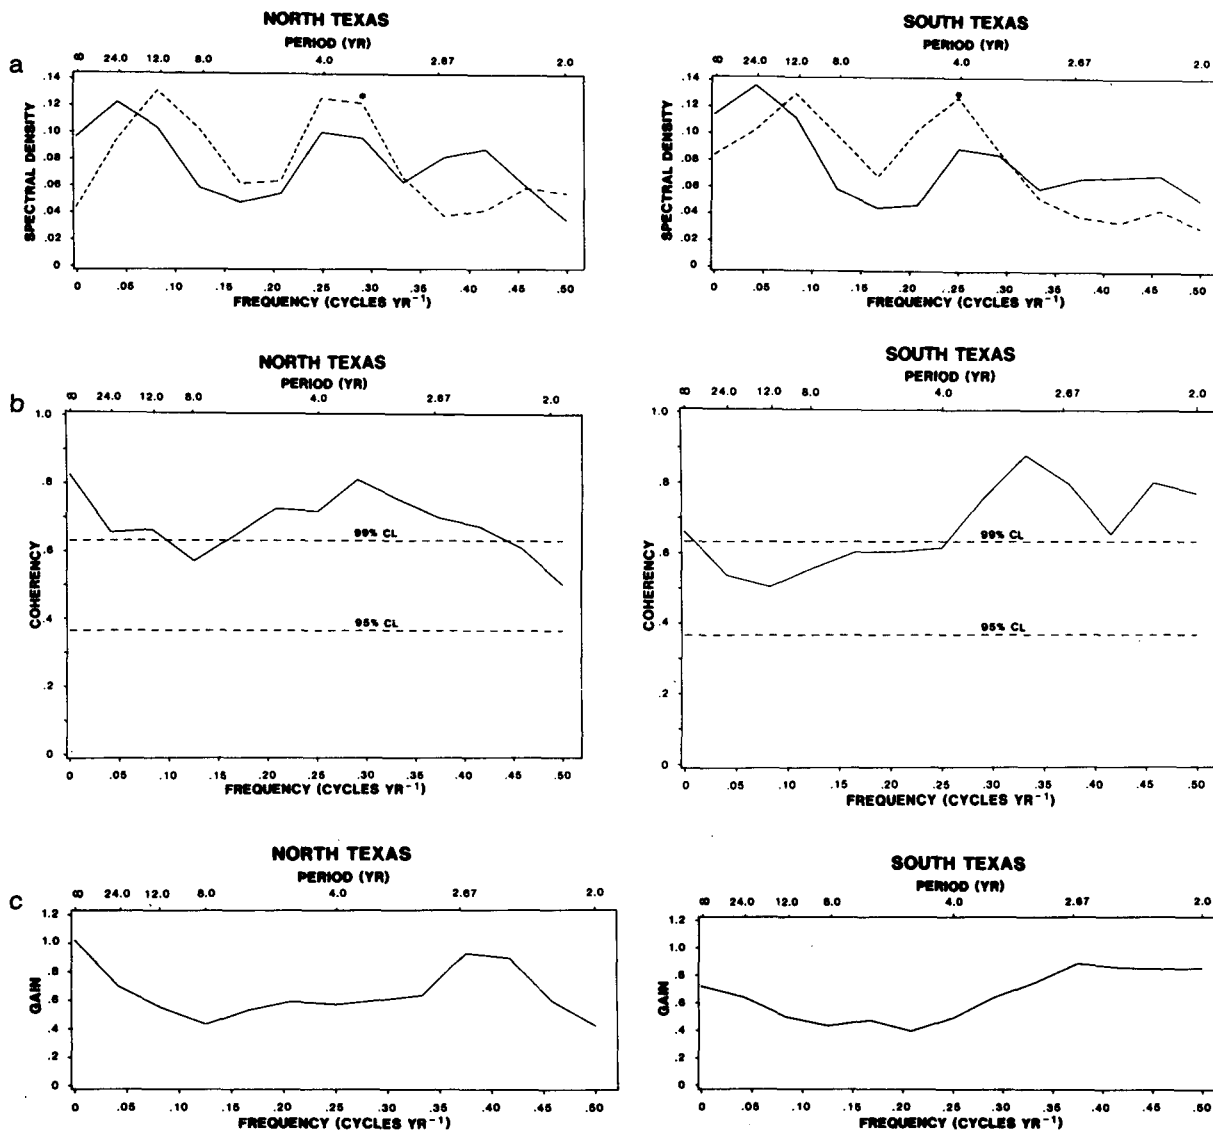 a
NORTH TEXAS
PERIOD (YR)
∞ 24.0 12.0 8.0 4.0 2.67 2.0
SPECTRAL DENSITY
.14
.12
.10
.08
.06
.04
.02
0
0 .05 .10 .15 .20 .25 .30 .35 .40 .45 .50
FREQUENCY (CYCLES YR⁻¹)
SOUTH TEXAS
PERIOD (YR)
∞ 24.0 12.0 8.0 4.0 2.67 2.0
SPECTRAL DENSITY
.14
.12
.10
.08
.06
.04
.02
0
0 .05 .10 .15 .20 .25 .30 .35 .40 .45 .50
FREQUENCY (CYCLES YR⁻¹)
b
NORTH TEXAS
PERIOD (YR)
∞ 24.0 12.0 8.0 4.0 2.67 2.0
COHERENCY
1.0
.8
.6
.4
.2
0
99% CL
95% CL
0 .05 .10 .15 .20 .25 .30 .35 .40 .45 .50
FREQUENCY (CYCLES YR⁻¹)
SOUTH TEXAS
PERIOD (YR)
∞ 24.0 12.0 8.0 4.0 2.67 2.0
COHERENCY
1.0
.8
.6
.4
.2
0
99% CL
95% CL
0 .05 .10 .15 .20 .25 .30 .35 .40 .45 .50
FREQUENCY (CYCLES YR⁻¹)
c
NORTH TEXAS
PERIOD (YR)
∞ 24.0 12.0 8.0 4.0 2.67 2.0
GAIN
1.2
1.0
.8
.6
.4
.2
0
0 .05 .10 .15 .20 .25 .30 .35 .40 .45 .50
FREQUENCY (CYCLES YR⁻¹)
SOUTH TEXAS
PERIOD (YR)
∞ 24.0 12.0 8.0 4.0 2.67 2.0
GAIN
1.2
1.0
.8
.6
.4
.2
0
0 .05 .10 .15 .20 .25 .30 .35 .40 .45 .50
FREQUENCY (CYCLES YR⁻¹)